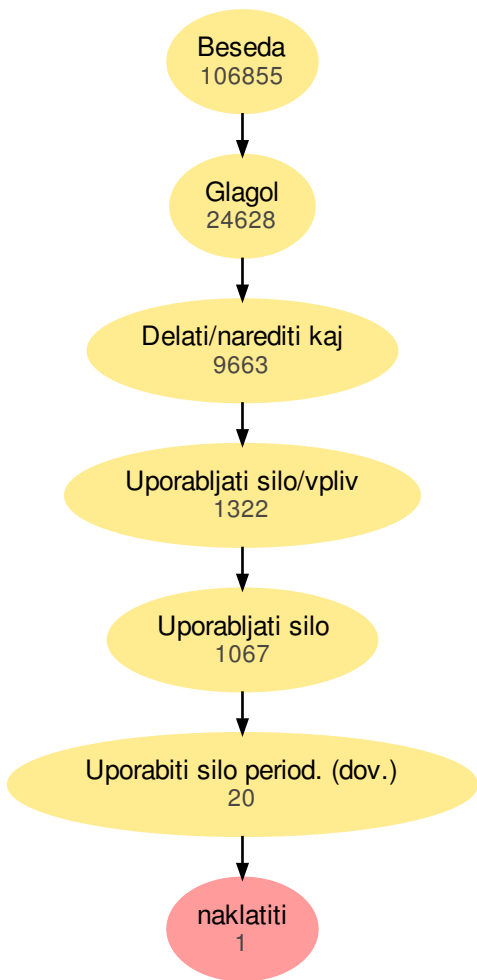 Beseda
106855
Glagol
24628
Delati/narediti kaj
9663
Uporabljati silo/vpliv
1322
Uporabljati silo
1067
Uporabiti silo period. (dov.)
20
naklatiti
1